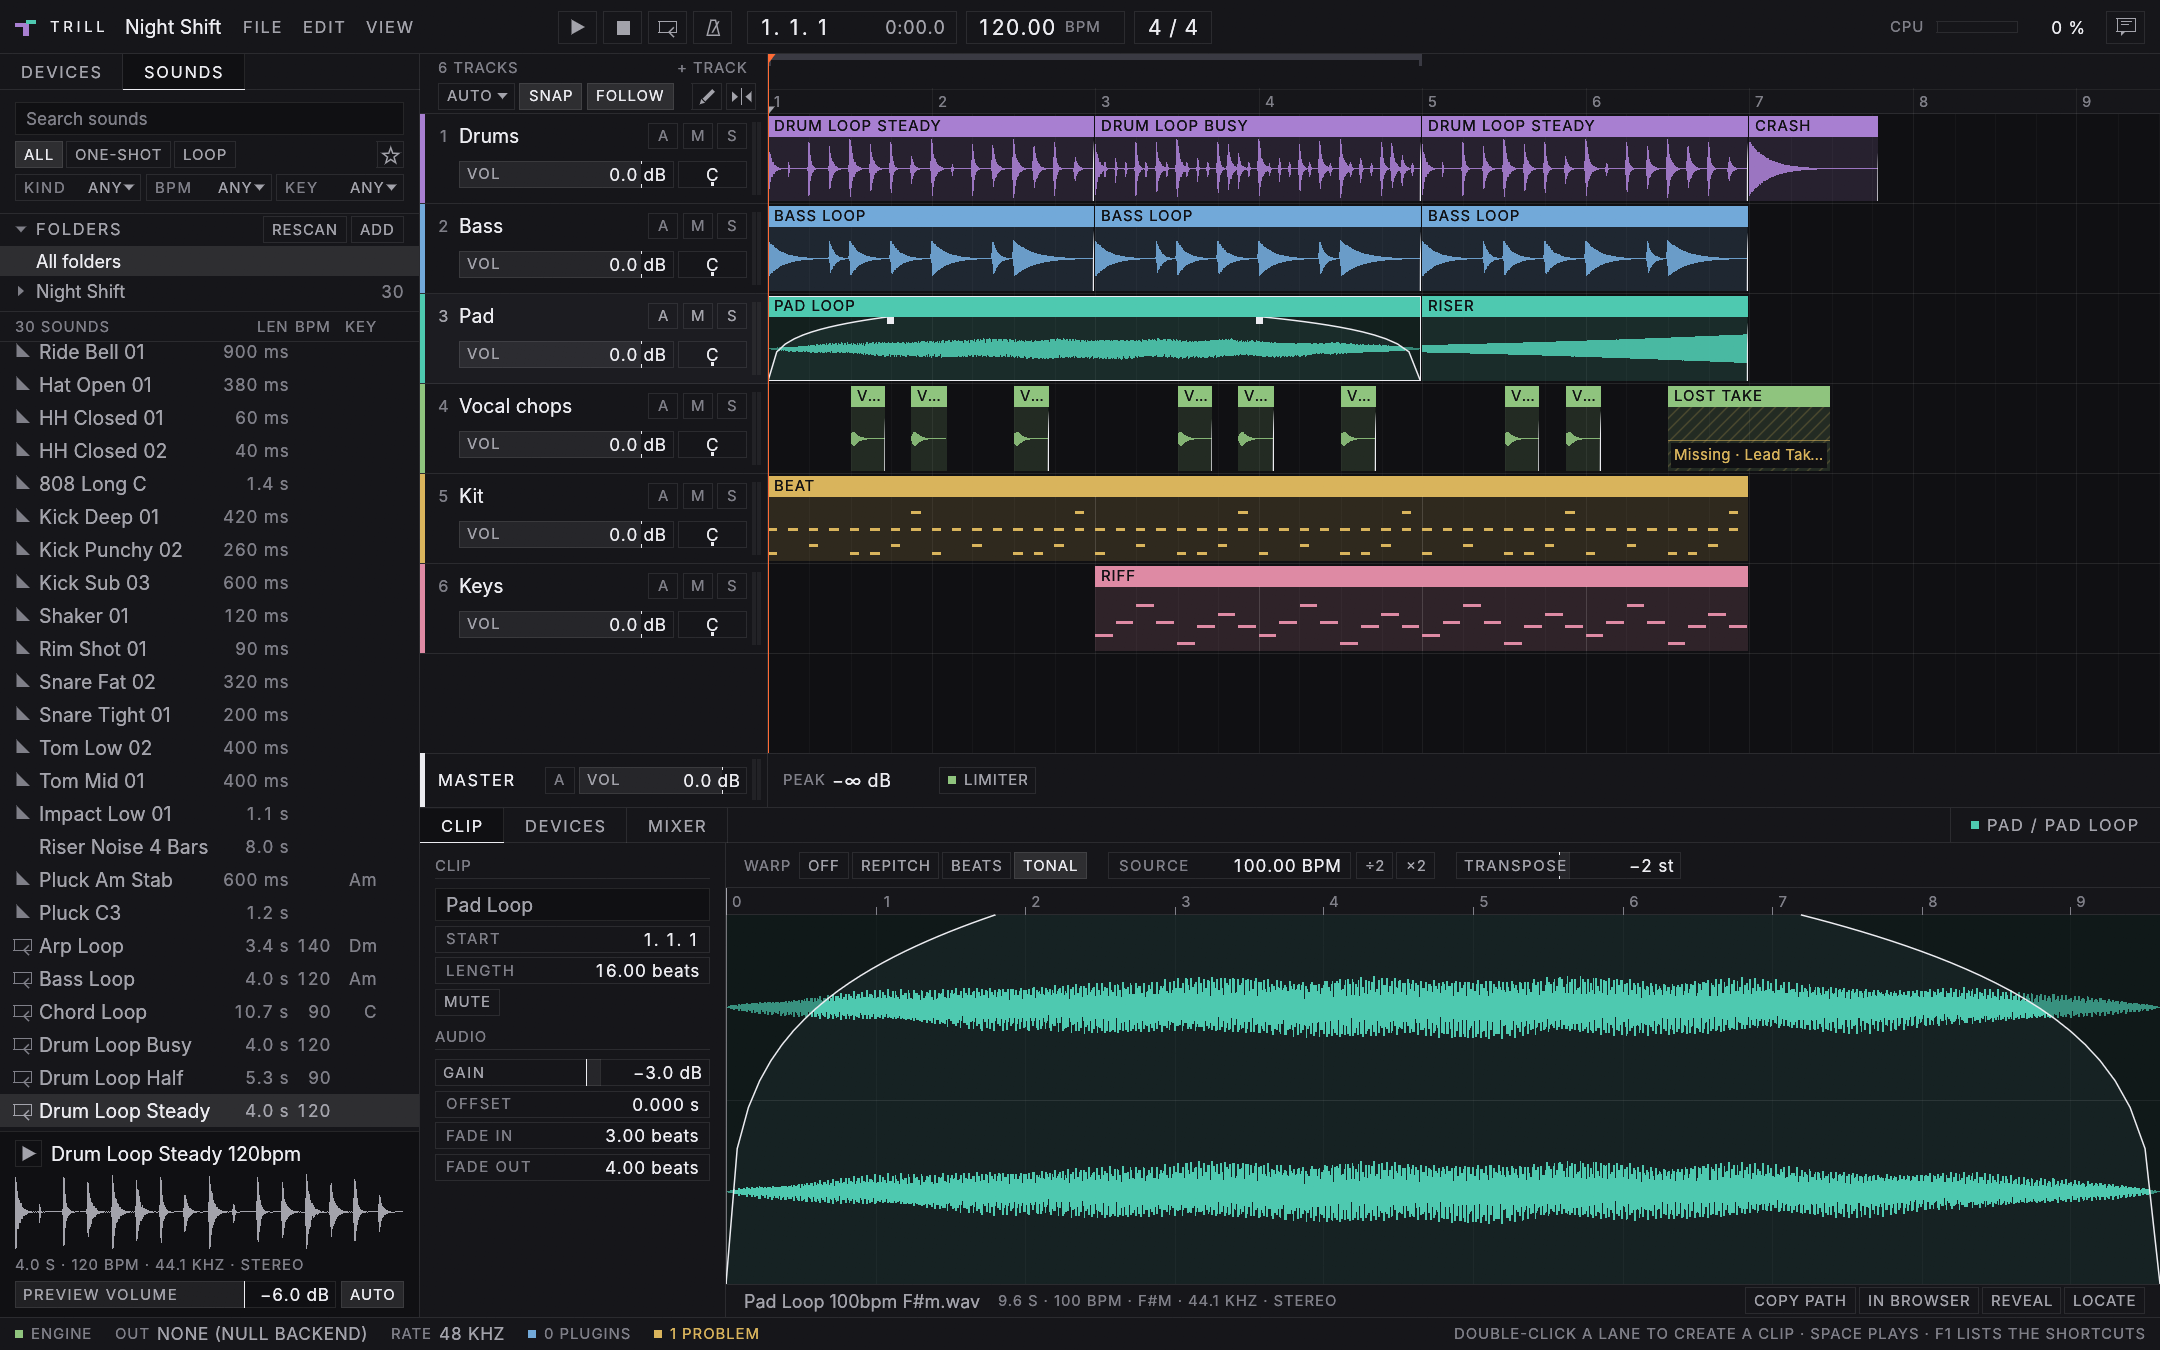 TRILL Night Shift FILE EDIT VIEW 1. 1. 1 0:00.0 120.00 BPM 4 / 4 CPU 0 %
DEVICES SOUNDS
Search sounds
ALL ONE-SHOT LOOP
KIND ANY BPM ANY KEY ANY
FOLDERS RESCAN ADD
All folders
Night Shift 30
30 SOUNDS LEN BPM KEY
Ride Bell 01 900 ms
Hat Open 01 380 ms
HH Closed 01 60 ms
HH Closed 02 40 ms
808 Long C 1.4 s
Kick Deep 01 420 ms
Kick Punchy 02 260 ms
Kick Sub 03 600 ms
Shaker 01 120 ms
Rim Shot 01 90 ms
Snare Fat 02 320 ms
Snare Tight 01 200 ms
Tom Low 02 400 ms
Tom Mid 01 400 ms
Impact Low 01 1.1 s
Riser Noise 4 Bars 8.0 s
Pluck Am Stab 600 ms Am
Pluck C3 1.2 s
Arp Loop 3.4 s 140 Dm
Bass Loop 4.0 s 120 Am
Chord Loop 10.7 s 90 C
Drum Loop Busy 4.0 s 120
Drum Loop Half 5.3 s 90
Drum Loop Steady 4.0 s 120
Drum Loop Steady 120bpm
4.0 S · 120 BPM · 44.1 KHZ · STEREO
PREVIEW VOLUME −6.0 dB AUTO
6 TRACKS + TRACK
AUTO SNAP FOLLOW
1 2 3 4 5 6 7 8 9
1 Drums A M S
VOL 0.0 dB C
DRUM LOOP STEADY DRUM LOOP BUSY DRUM LOOP STEADY CRASH
2 Bass A M S
VOL 0.0 dB C
BASS LOOP BASS LOOP BASS LOOP
3 Pad A M S
VOL 0.0 dB C
PAD LOOP RISER
4 Vocal chops A M S
VOL 0.0 dB C
V... V... V... V... V... V... V... V... LOST TAKE
Missing · Lead Tak...
5 Kit A M S
VOL 0.0 dB C
BEAT
6 Keys A M S
VOL 0.0 dB C
RIFF
MASTER A VOL 0.0 dB PEAK −∞ dB LIMITER
CLIP DEVICES MIXER PAD / PAD LOOP
CLIP
Pad Loop
START 1. 1. 1
LENGTH 16.00 beats
MUTE
AUDIO
GAIN −3.0 dB
OFFSET 0.000 s
FADE IN 3.00 beats
FADE OUT 4.00 beats
WARP OFF REPITCH BEATS TONAL SOURCE 100.00 BPM ÷2 ×2 TRANSPOSE −2 st
0 1 2 3 4 5 6 7 8 9
Pad Loop 100bpm F#m.wav 9.6 S · 100 BPM · F#M · 44.1 KHZ · STEREO COPY PATH IN BROWSER REVEAL LOCATE
ENGINE OUT NONE (NULL BACKEND) RATE 48 KHZ 0 PLUGINS 1 PROBLEM DOUBLE-CLICK A LANE TO CREATE A CLIP · SPACE PLAYS · F1 LISTS THE SHORTCUTS